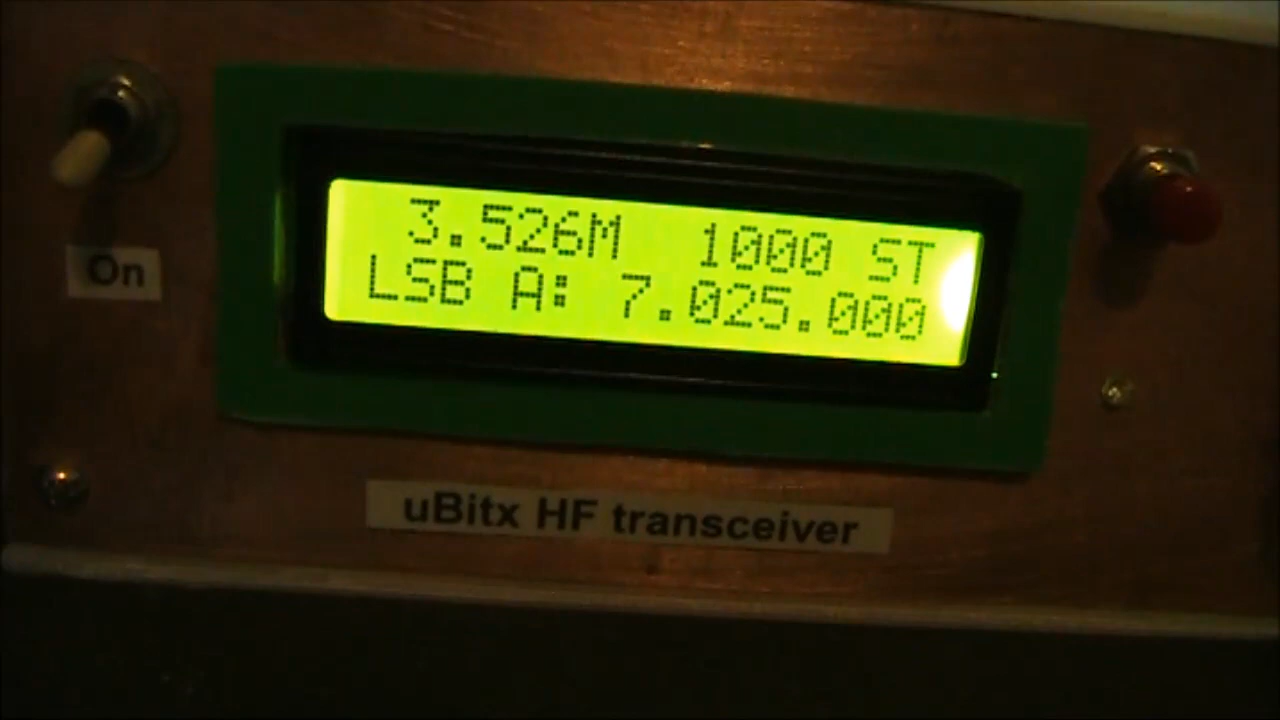 3.526M 1000 ST
LSB A: 7.025.000
On
uBitx HF transceiver